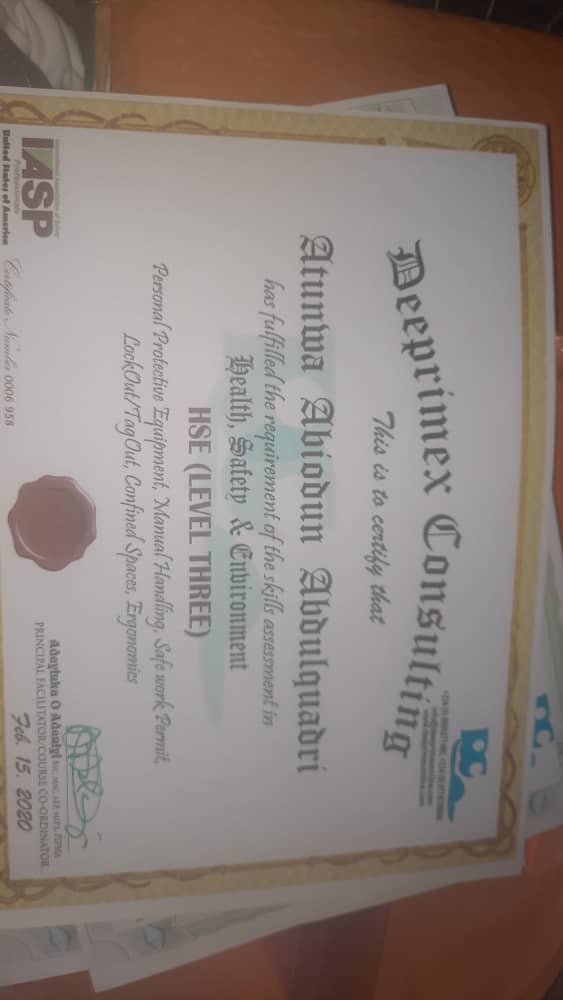 DC
Deeprimex Consulting
This is to certify that
Atunwa Abiodun Abdulquadri
has fulfilled the requirement of the skills assessment in
Health, Safety & Environment
HSE (LEVEL THREE)
Personal Protective Equipment, Manual Handling, Safe work Permit,
LockOut/TagOut, Confined Spaces, Ergonomics
IASP
Professionals
United States of America
Certificate Number 0006 958
PRINCIPAL FACILITATOR/COURSE CO-ORDINATOR
Feb. 15. 2020